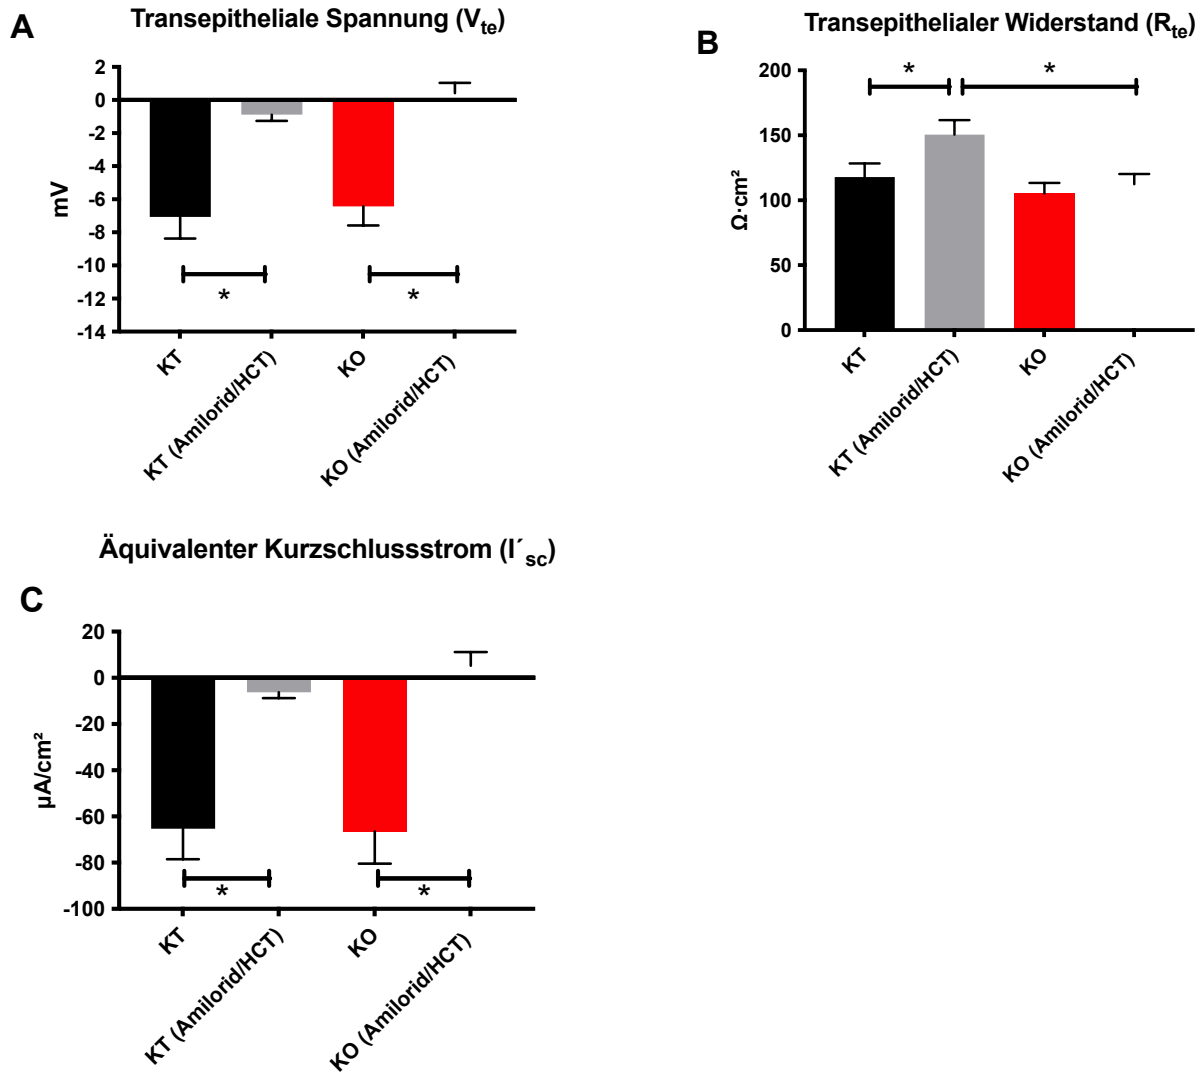 A
Transepitheliale Spannung (Vte)
mV
2
0
-2
-4
-6
-8
-10
-12
-14
*
*
KT
KT (Amilorid/HCT)
KO
KO (Amilorid/HCT)
B
Transepithelialer Widerstand (Rte)
Ω·cm²
200
150
100
50
0
*
*
KT
KT (Amilorid/HCT)
KO
KO (Amilorid/HCT)
Äquivalenter Kurzschlussstrom (I´sc)
C
µA/cm²
20
0
-20
-40
-60
-80
-100
*
*
KT
KT (Amilorid/HCT)
KO
KO (Amilorid/HCT)